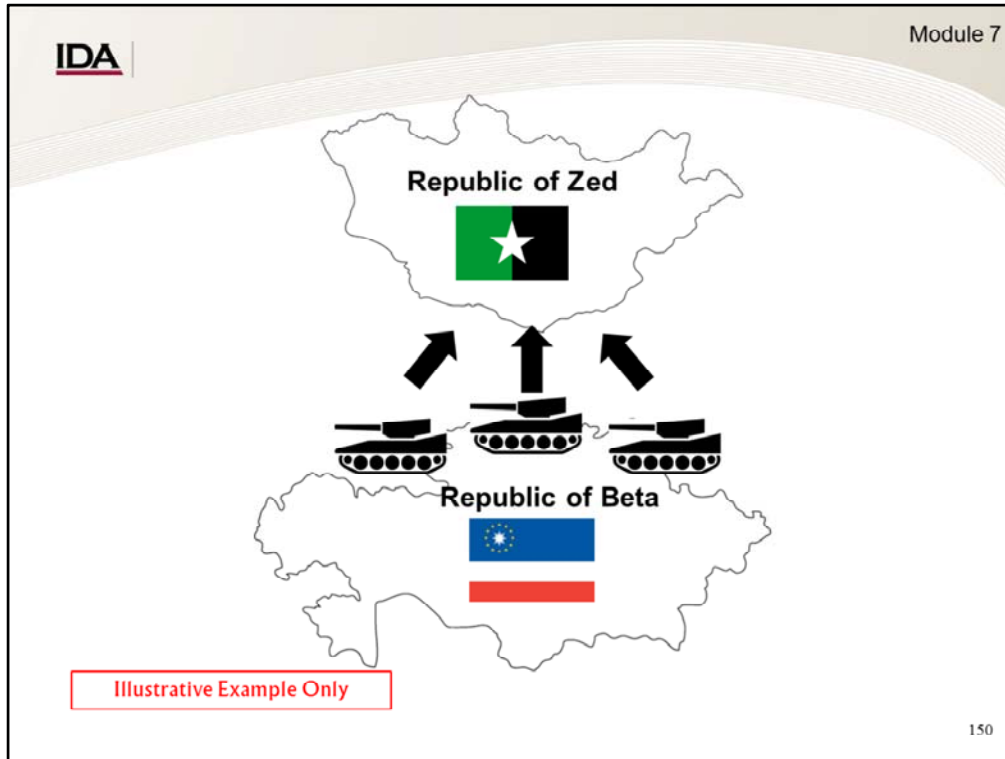 Module 7
IDA
Republic of Zed
Republic of Beta
Illustrative Example Only
150